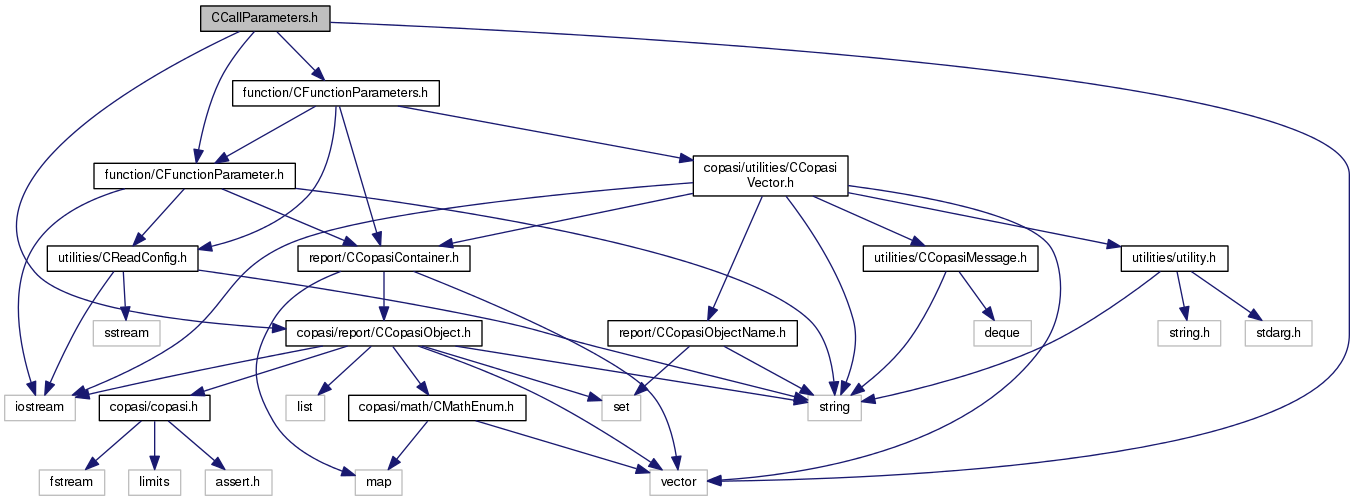 CCallParameters.h
function/CFunctionParameters.h
function/CFunctionParameter.h
copasi/utilities/CCopasi
Vector.h
utilities/CReadConfig.h
report/CCopasiContainer.h
utilities/CCopasiMessage.h
utilities/utility.h
sstream
copasi/report/CCopasiObject.h
report/CCopasiObjectName.h
deque
string.h
stdarg.h
iostream
copasi/copasi.h
list
copasi/math/CMathEnum.h
set
string
fstream
limits
assert.h
map
vector